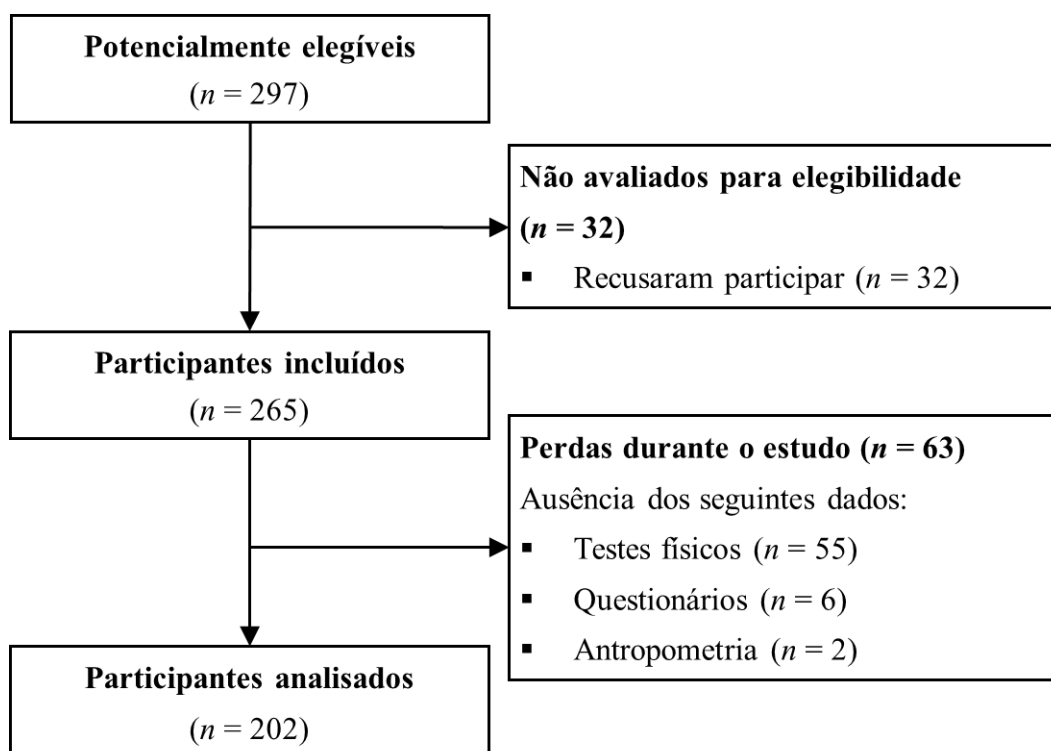 Potencialmente elegíveis
(n = 297)
Não avaliados para elegibilidade
(n = 32)
▪ Recusaram participar (n = 32)
Participantes incluídos
(n = 265)
Perdas durante o estudo (n = 63)
Ausência dos seguintes dados:
▪ Testes físicos (n = 55)
▪ Questionários (n = 6)
▪ Antropometria (n = 2)
Participantes analisados
(n = 202)